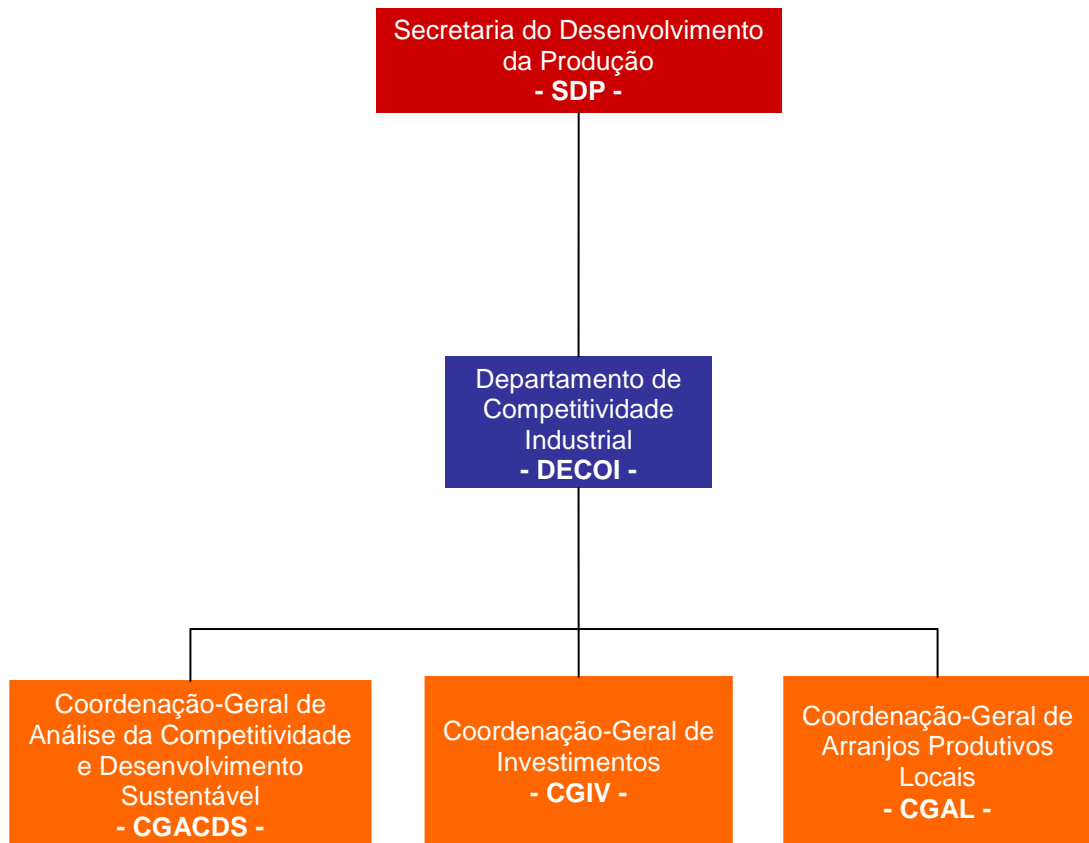 Secretaria do Desenvolvimento
da Produção
- SDP -
Departamento de
Competitividade
Industrial
- DECOI -
Coordenação-Geral de
Análise da Competitividade
e Desenvolvimento
Sustentável
- CGACDS -
Coordenação-Geral de
Investimentos
- CGIV -
Coordenação-Geral de
Arranjos Produtivos
Locais
- CGAL -